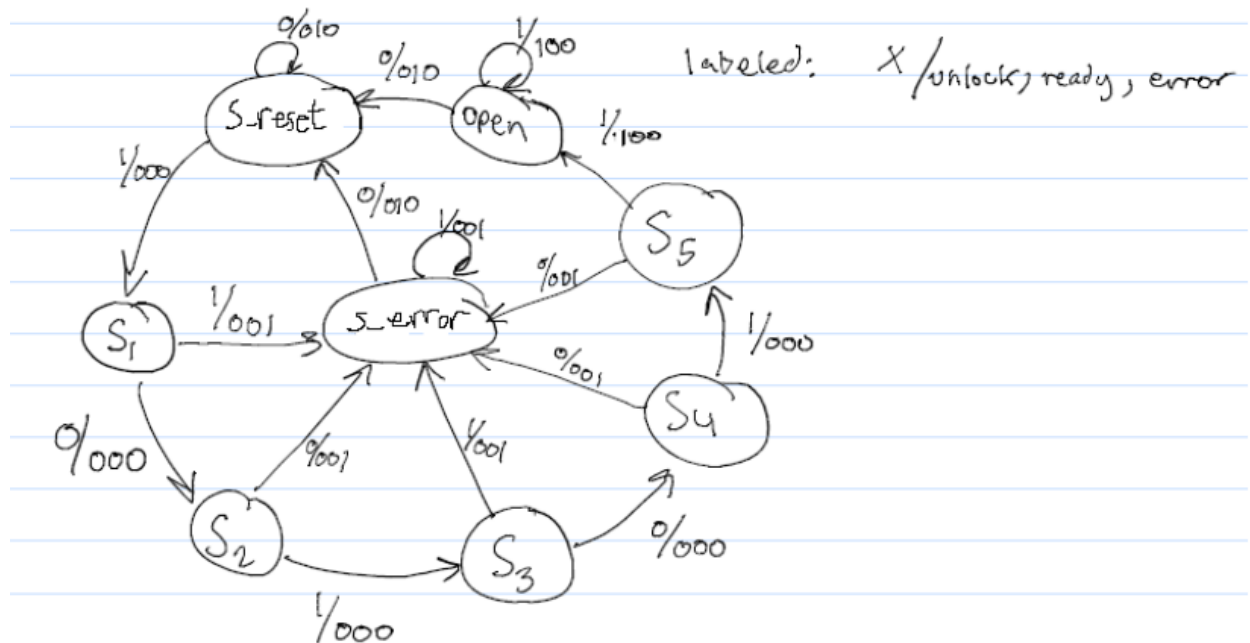 0/010
1/100
labeled: X/unlock, ready, error
0/010
S_reset
open
1/100
1/000
0/010
1/001
S5
0/001
S_error
S1
1/001
1/000
0/001
S4
0/000
0/001
1/001
S2
S3
0/000
1/000